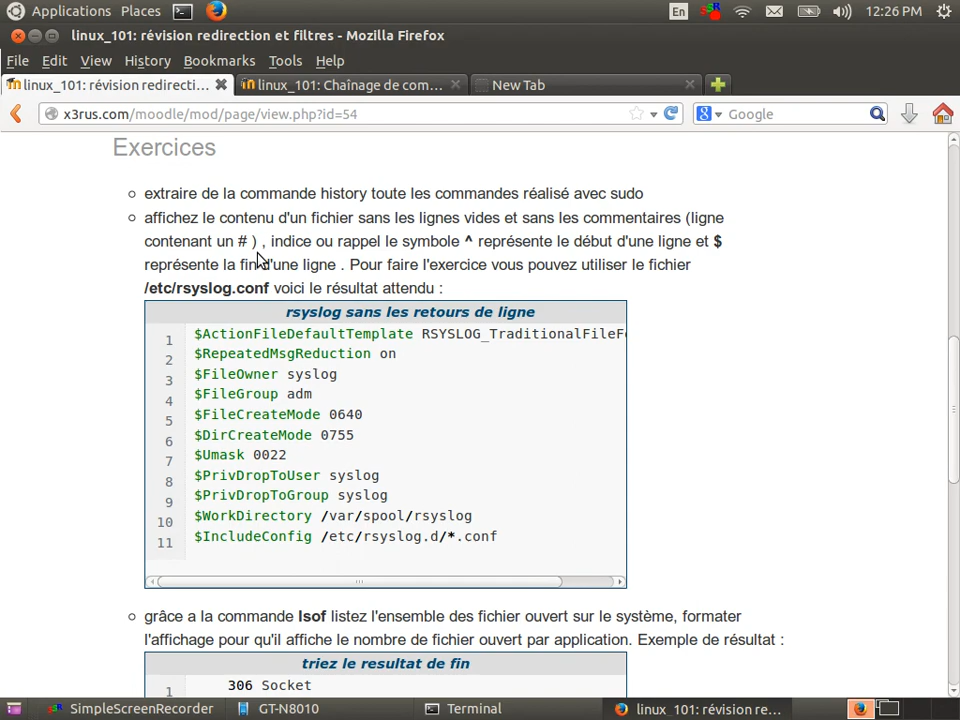 Applications Places En 12:26 PM
linux_101: révision redirection et filtres - Mozilla Firefox
File Edit View History Bookmarks Tools Help
linux_101: révision redirecti... linux_101: Chaînage de com... New Tab
x3rus.com/moodle/mod/page/view.php?id=54 Google
Exercices
extraire de la commande history toute les commandes réalisé avec sudo
affichez le contenu d'un fichier sans les lignes vides et sans les commentaires (ligne
contenant un # ) , indice ou rappel le symbole ^ représente le début d'une ligne et $
représente la fin d'une ligne . Pour faire l'exercice vous pouvez utiliser le fichier
/etc/rsyslog.conf voici le résultat attendu :
rsyslog sans les retours de ligne
1 $ActionFileDefaultTemplate RSYSLOG_TraditionalFileFo
2 $RepeatedMsgReduction on
3 $FileOwner syslog
4 $FileGroup adm
5 $FileCreateMode 0640
6 $DirCreateMode 0755
7 $Umask 0022
8 $PrivDropToUser syslog
9 $PrivDropToGroup syslog
10 $WorkDirectory /var/spool/rsyslog
11 $IncludeConfig /etc/rsyslog.d/*.conf
grâce a la commande lsof listez l'ensemble des fichier ouvert sur le système, formater
l'affichage pour qu'il affiche le nombre de fichier ouvert par application. Exemple de résultat :
triez le resultat de fin
1 306 Socket
SimpleScreenRecorder GT-N8010 Terminal linux_101: révision re...